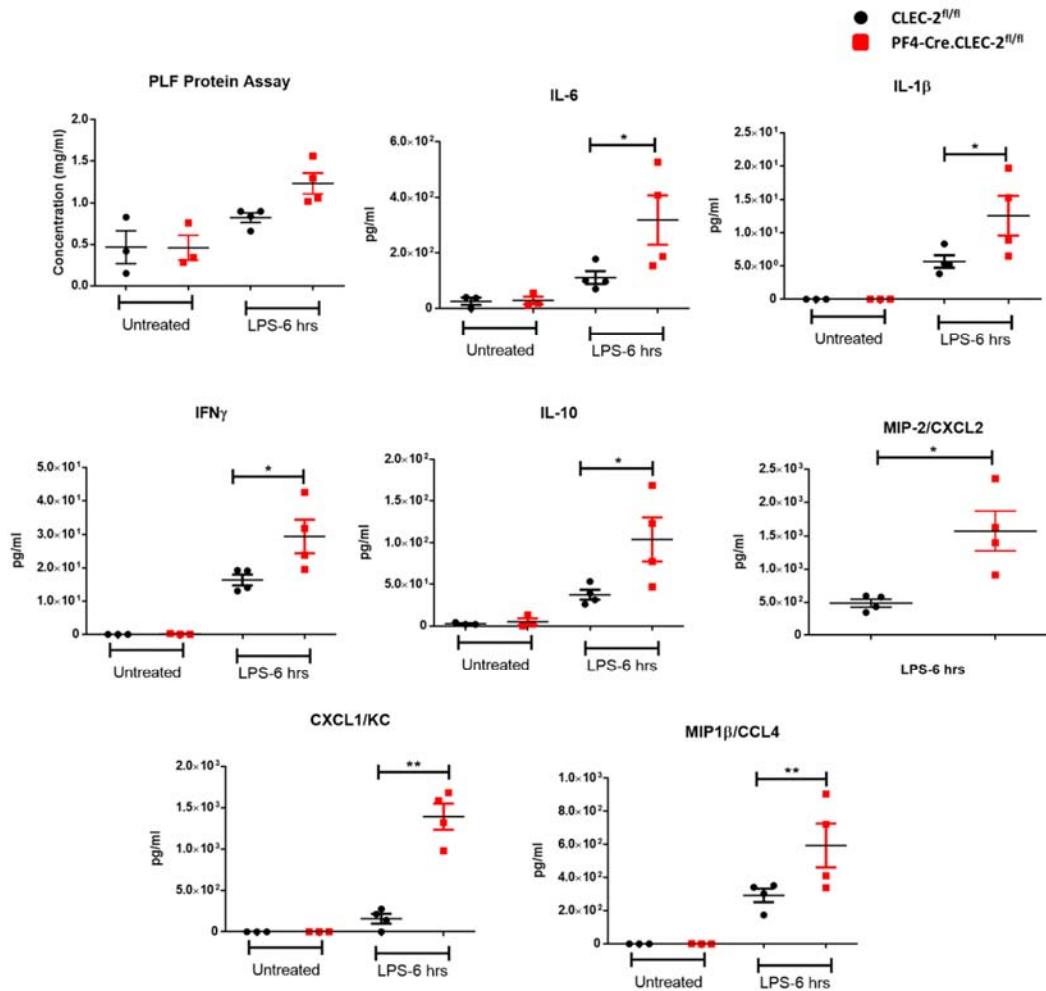 CLEC-2fl/fl
PF4-Cre.CLEC-2fl/fl
PLF Protein Assay
Concentration (mg/ml)
2.0
1.5
1.0
0.5
0.0
Untreated
LPS-6 hrs
IL-6
pg/ml
6.0×10²
4.0×10²
2.0×10²
0
*
Untreated
LPS-6 hrs
IL-1β
pg/ml
2.5×10¹
2.0×10¹
1.5×10¹
1.0×10¹
5.0×10⁰
0
*
Untreated
LPS-6 hrs
IFNγ
pg/ml
5.0×10¹
4.0×10¹
3.0×10¹
2.0×10¹
1.0×10¹
0
*
Untreated
LPS-6 hrs
IL-10
pg/ml
2.0×10²
1.5×10²
1.0×10²
5.0×10¹
0
*
Untreated
LPS-6 hrs
MIP-2/CXCL2
pg/ml
2.5×10³
2.0×10³
1.5×10³
1.0×10³
5.0×10²
0
*
LPS-6 hrs
CXCL1/KC
pg/ml
2.0×10³
1.5×10³
1.0×10³
5.0×10²
0
**
Untreated
LPS-6 hrs
MIP1β/CCL4
pg/ml
1.0×10³
8.0×10²
6.0×10²
4.0×10²
2.0×10²
0
**
Untreated
LPS-6 hrs